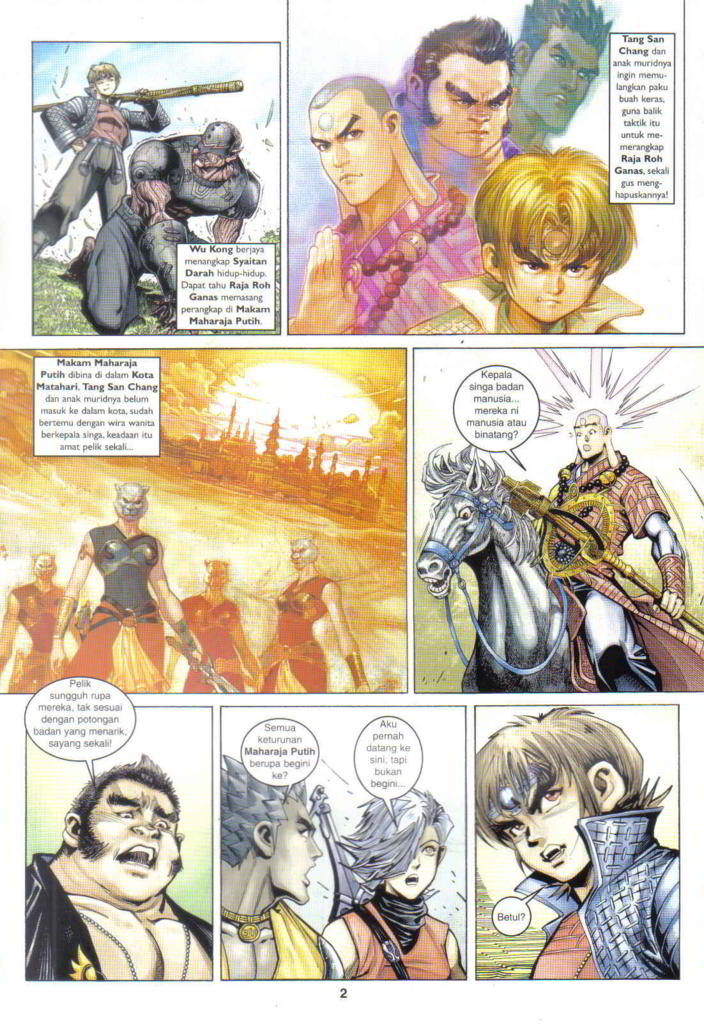 Wu Kong berjaya
menangkap Syaitan
Darah hidup-hidup.
Dapat tahu Raja Roh
Ganas memasang
perangkap di Makam
Maharaja Putih.
Tang San
Chang dan
anak muridnya
ingin memu-
langkan paku
buah keras,
guna balik
taktik itu
untuk me-
merangkap
Raja Roh
Ganas, sekali
gus meng-
hapuskannya!
Makam Maharaja
Putih dibina di dalam Kota
Matahari, Tang San Chang
dan anak muridnya belum
masuk ke dalam kota, sudah
bertemu dengan wira wanita
berkepala singa, keadaan itu
amat pelik sekali...
Kepala
singa badan
manusia...
mereka ni
manusia atau
binatang?
Pelik
sungguh rupa
mereka, tak sesuai
dengan potongan
badan yang menarik,
sayang sekali!
Semua
keturunan
Maharaja Putih
berupa begini
ke?
Aku
pernah
datang ke
sini, tapi
bukan
begini...
Betul?
2